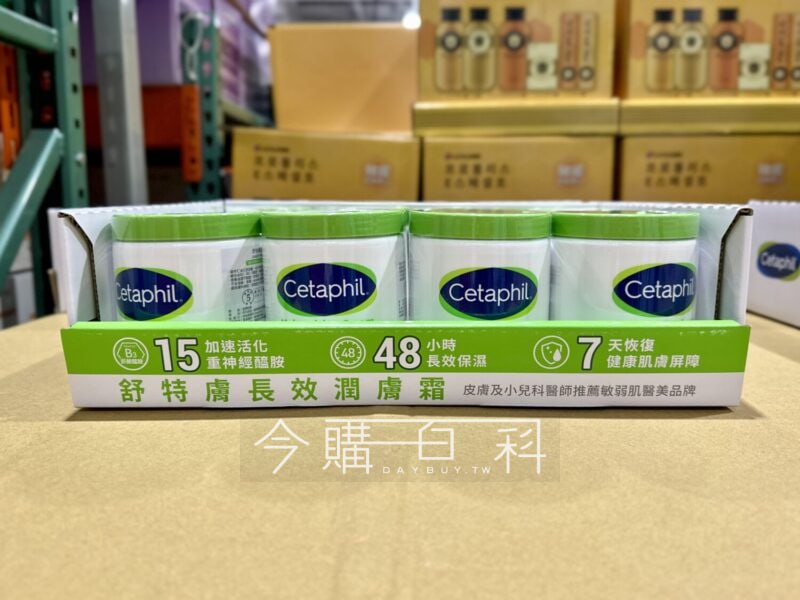 Cetaphil
Cetaphil
Cetaphil
Cetaphil
B3
15 加速活化
重神經醯胺
48
48 小時
長效保濕
7 天恢復
健康肌膚屏障
舒特膚長效潤膚霜
皮膚及小兒科醫師推薦敏弱肌醫美品牌
今購百科
DAYBUY.TW
Cetaphil